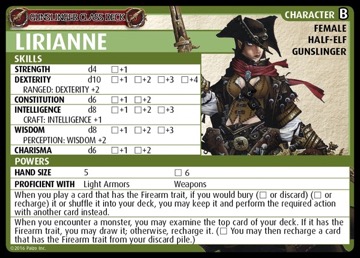 GUNSLINGER CLASS DECK
CHARACTER B
LIRIANNE
FEMALE
HALF-ELF
GUNSLINGER
SKILLS
STRENGTH d4 □+1
DEXTERITY d10 □+1 □+2 □+3 □+4
RANGED: DEXTERITY +2
CONSTITUTION d6 □+1 □+2
INTELLIGENCE d8 □+1 □+2 □+3
CRAFT: INTELLIGENCE +1
WISDOM d8 □+1 □+2 □+3 □+4
PERCEPTION: WISDOM +2
CHARISMA d6 □+1 □+2
POWERS
HAND SIZE 5 □ 6
PROFICIENT WITH Light Armors Weapons
When you play a card that has the Firearm trait, if you would bury (□ or discard) (□ or
recharge) it or shuffle it into your deck, you may keep it and perform the required action
with another card instead.
When you encounter a monster, you may examine the top card of your deck. If it has the
Firearm trait, you may draw it; otherwise, recharge it. (□ You may then recharge a card
that has the Firearm trait from your discard pile.)
©2016 Paizo Inc.